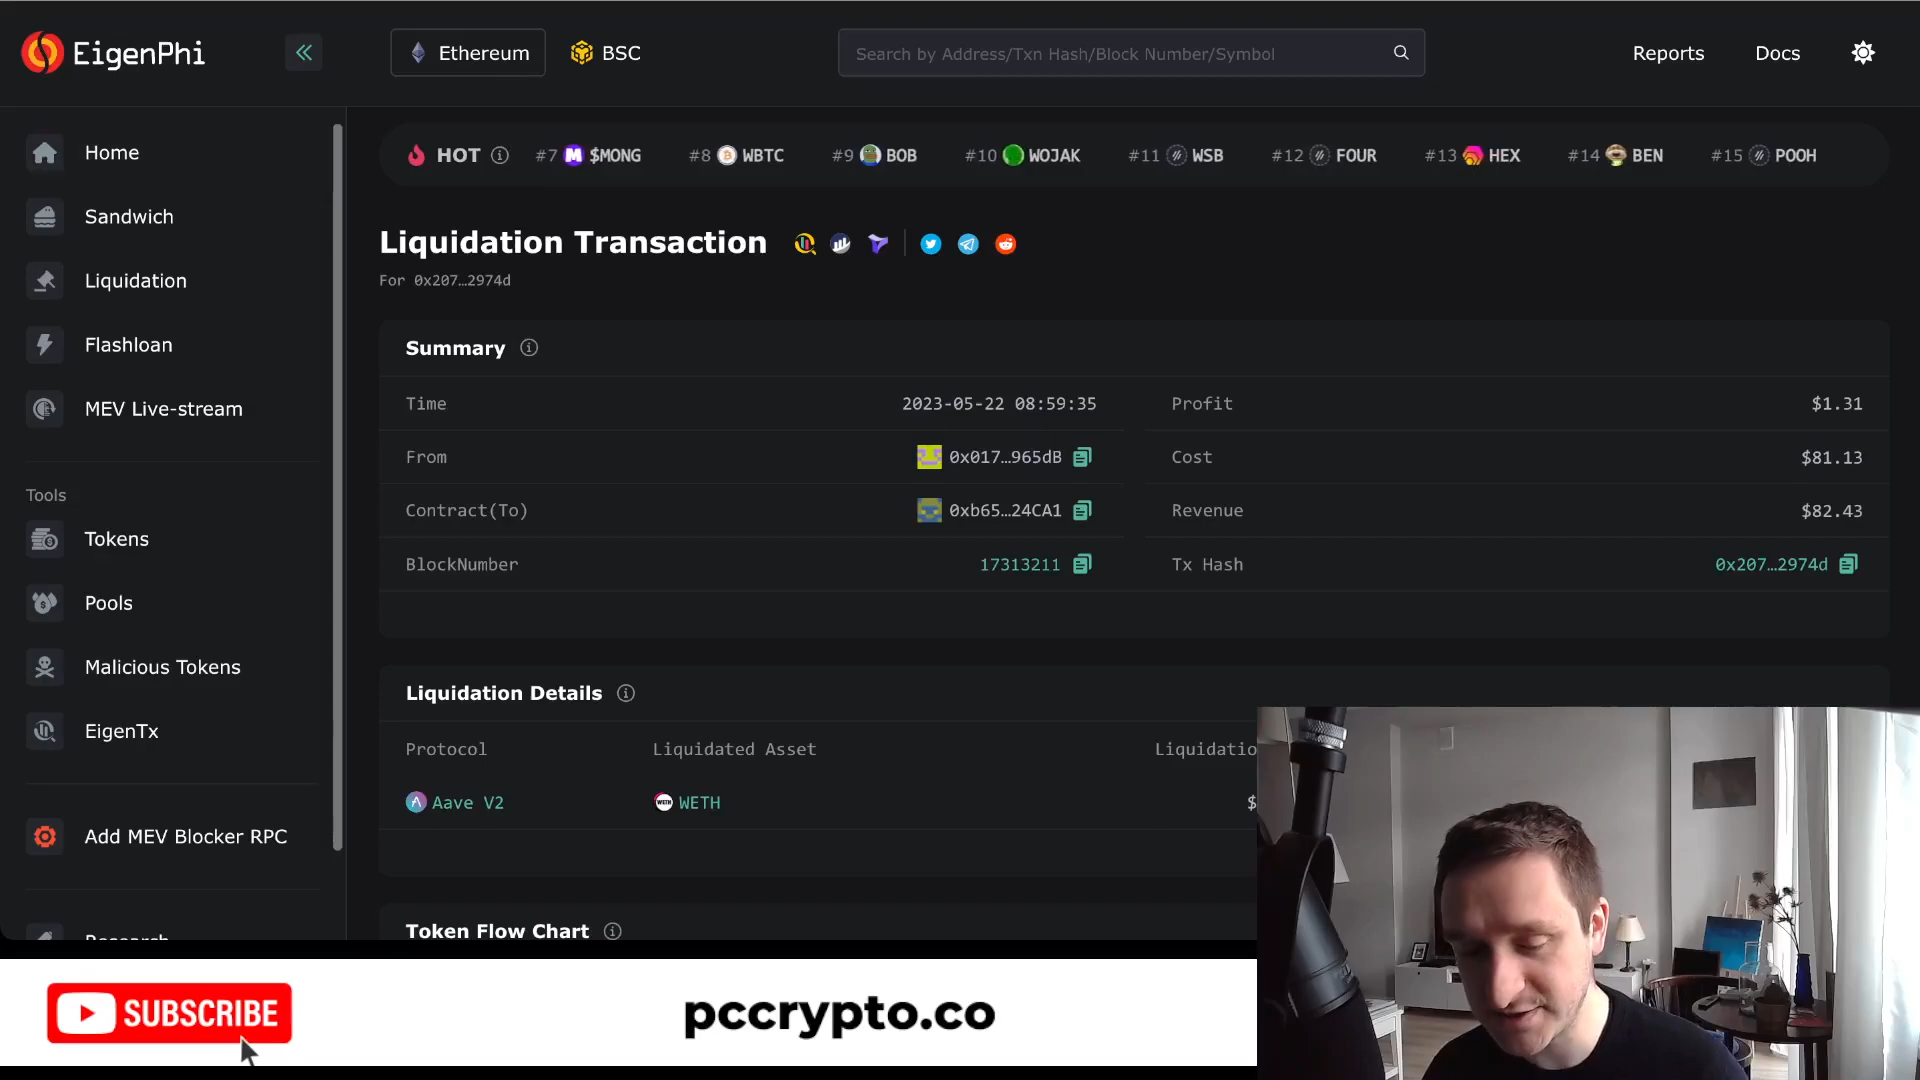 EigenPhi
Ethereum
BSC
Search by Address/Txn Hash/Block Number/Symbol
Reports
Docs
Home
Sandwich
Liquidation
Flashloan
MEV Live-stream
Tools
Tokens
Pools
Malicious Tokens
EigenTx
Add MEV Blocker RPC
Research
HOT #7 $MONG #8 WBTC #9 BOB #10 WOJAK #11 WSB #12 FOUR #13 HEX #14 BEN #15 POOH
Liquidation Transaction
For 0x207…2974d
Summary
Time 2023-05-22 08:59:35 Profit $1.31
From 0x017…965dB Cost $81.13
Contract(To) 0xb65…24CA1 Revenue $82.43
BlockNumber 17313211 Tx Hash 0x207…2974d
Liquidation Details
Protocol Liquidated Asset Liquidatio
Aave V2 WETH $
Token Flow Chart
SUBSCRIBE
pccrypto.co